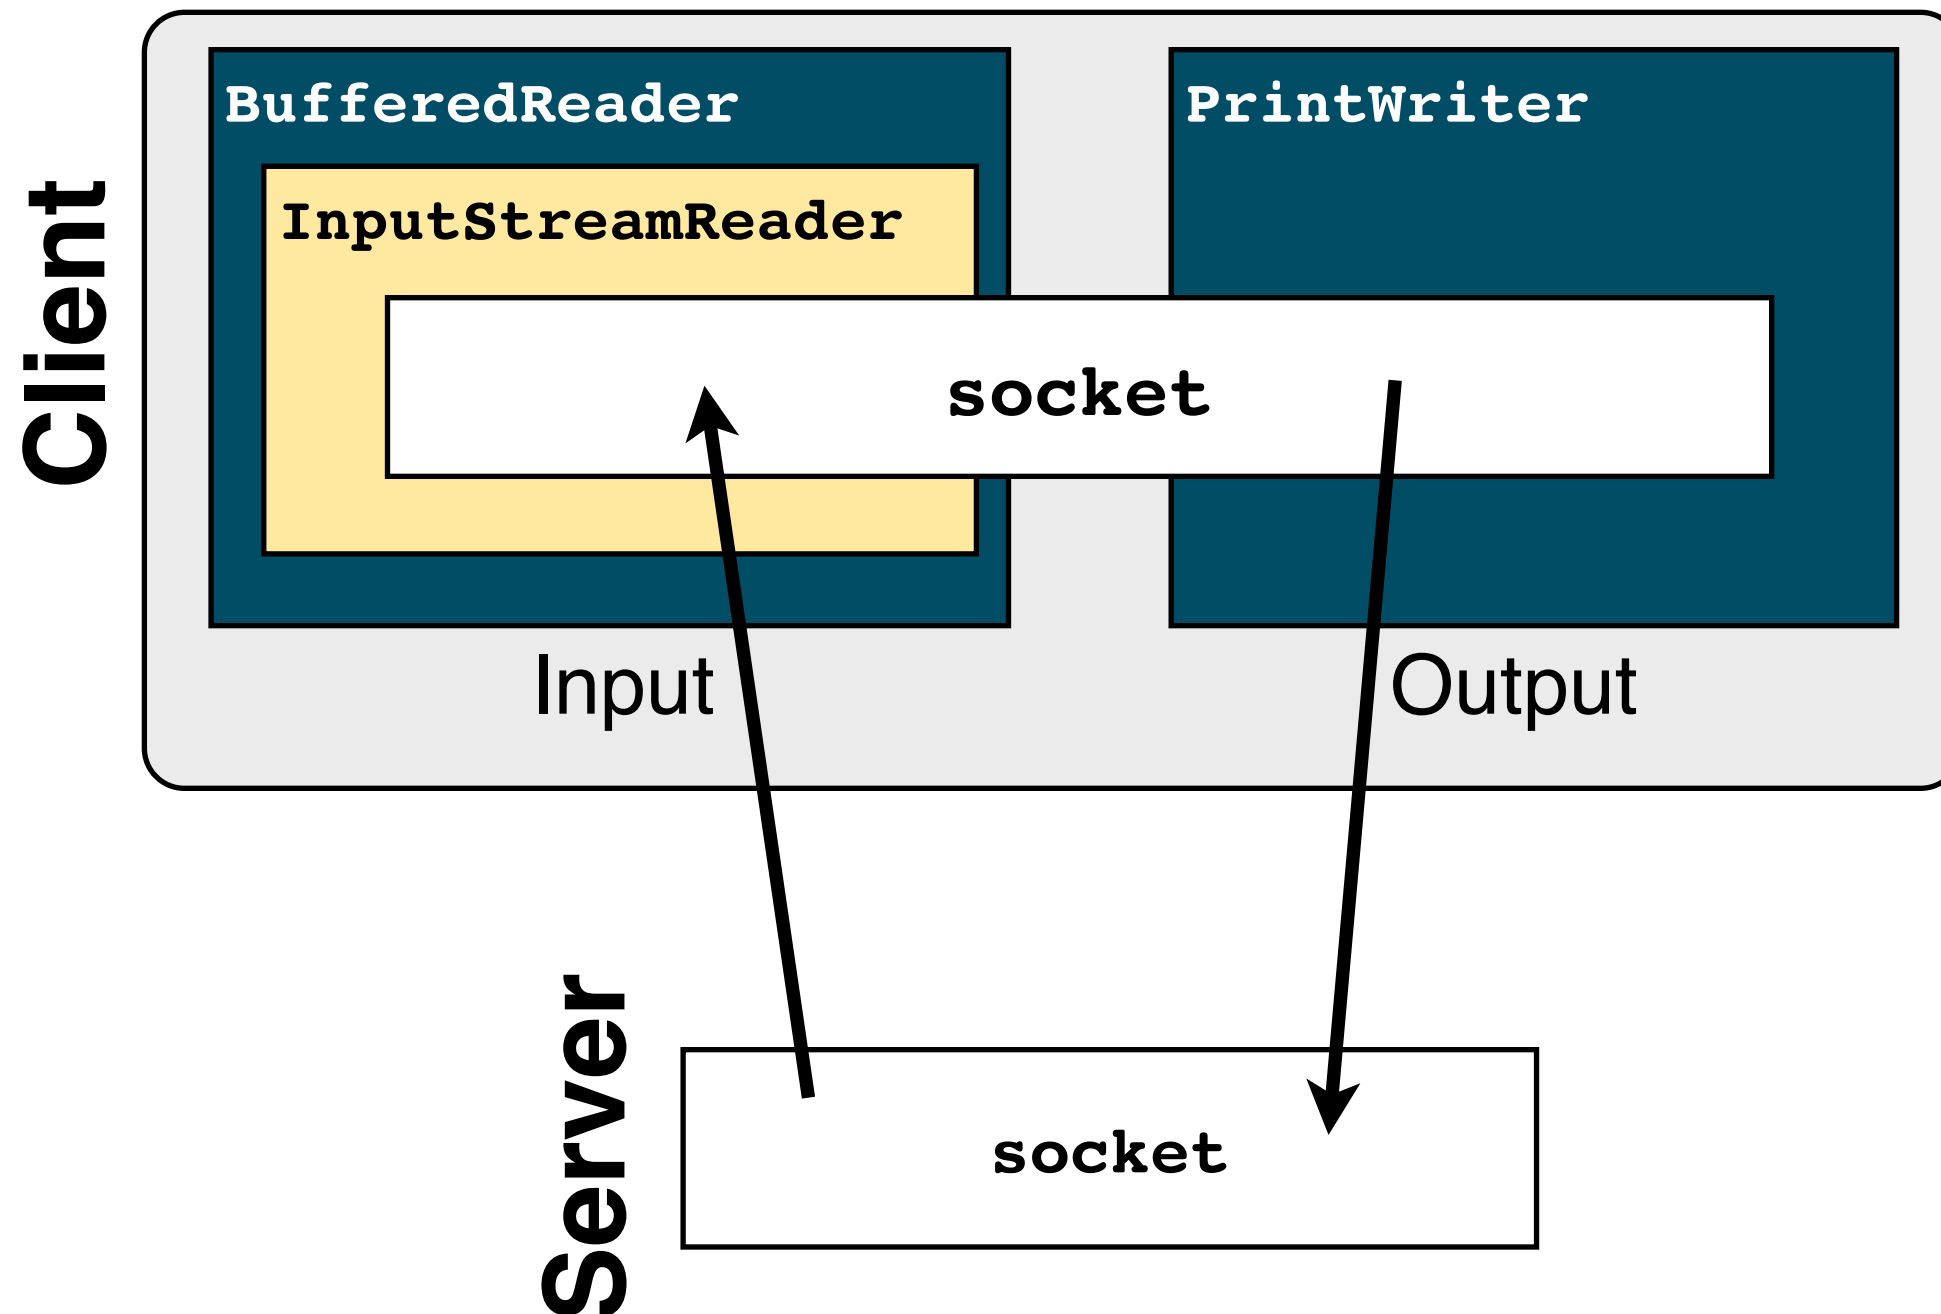 Client
BufferedReader
PrintWriter
InputStreamReader
socket
Input
Output
Server
socket